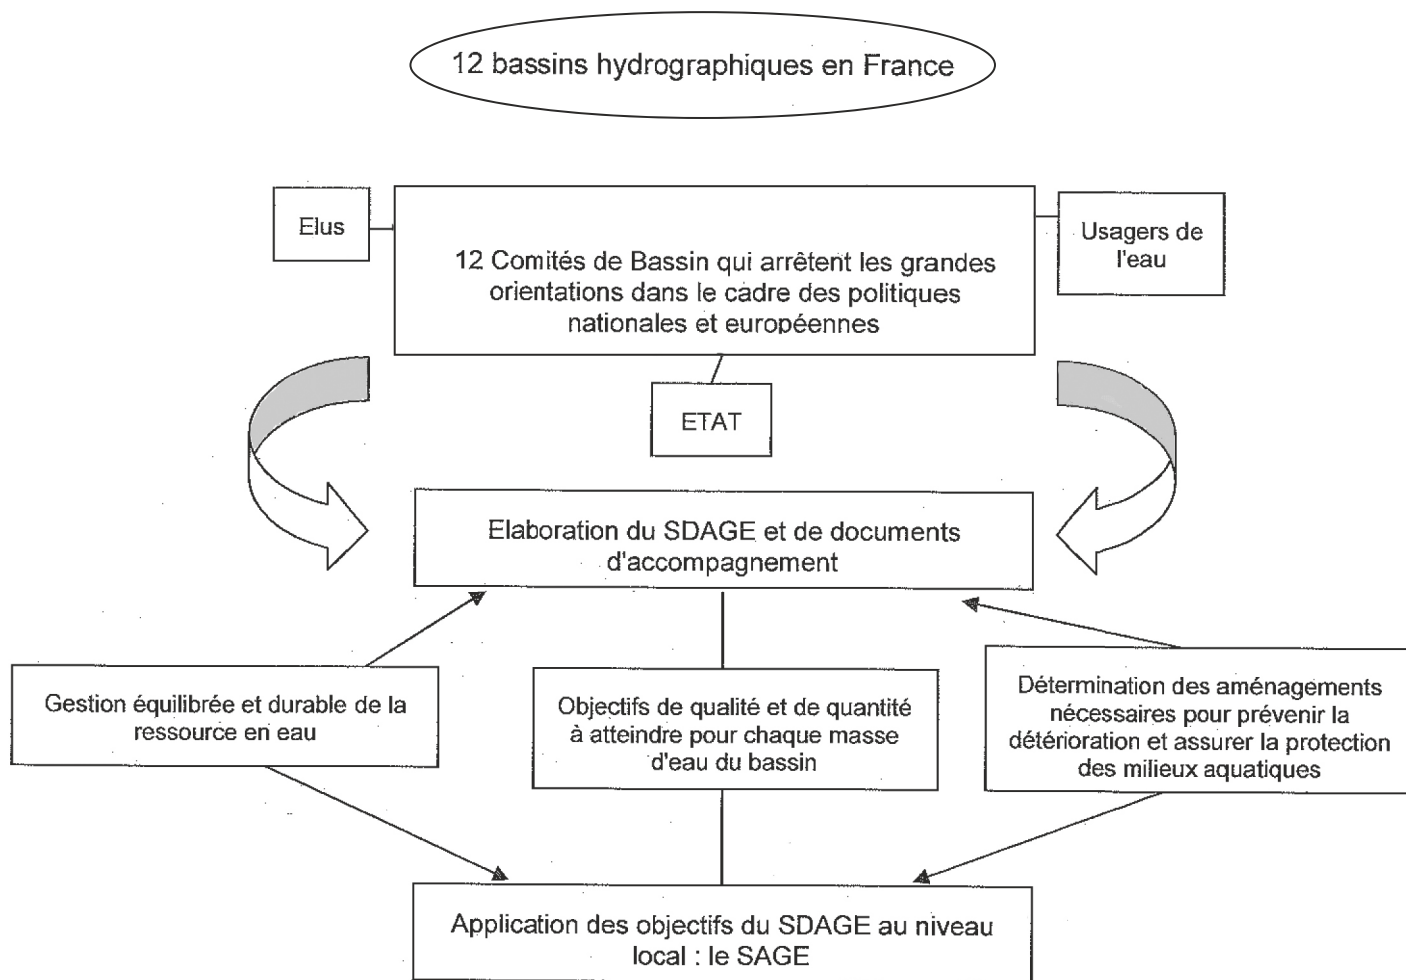 12 bassins hydrographiques en France
Elus
12 Comités de Bassin qui arrêtent les grandes
orientations dans le cadre des politiques
nationales et européennes
Usagers de
l'eau
ETAT
Elaboration du SDAGE et de documents
d'accompagnement
Gestion équilibrée et durable de la
ressource en eau
Objectifs de qualité et de quantité
à atteindre pour chaque masse
d'eau du bassin
Détermination des aménagements
nécessaires pour prévenir la
détérioration et assurer la protection
des milieux aquatiques
Application des objectifs du SDAGE au niveau
local : le SAGE